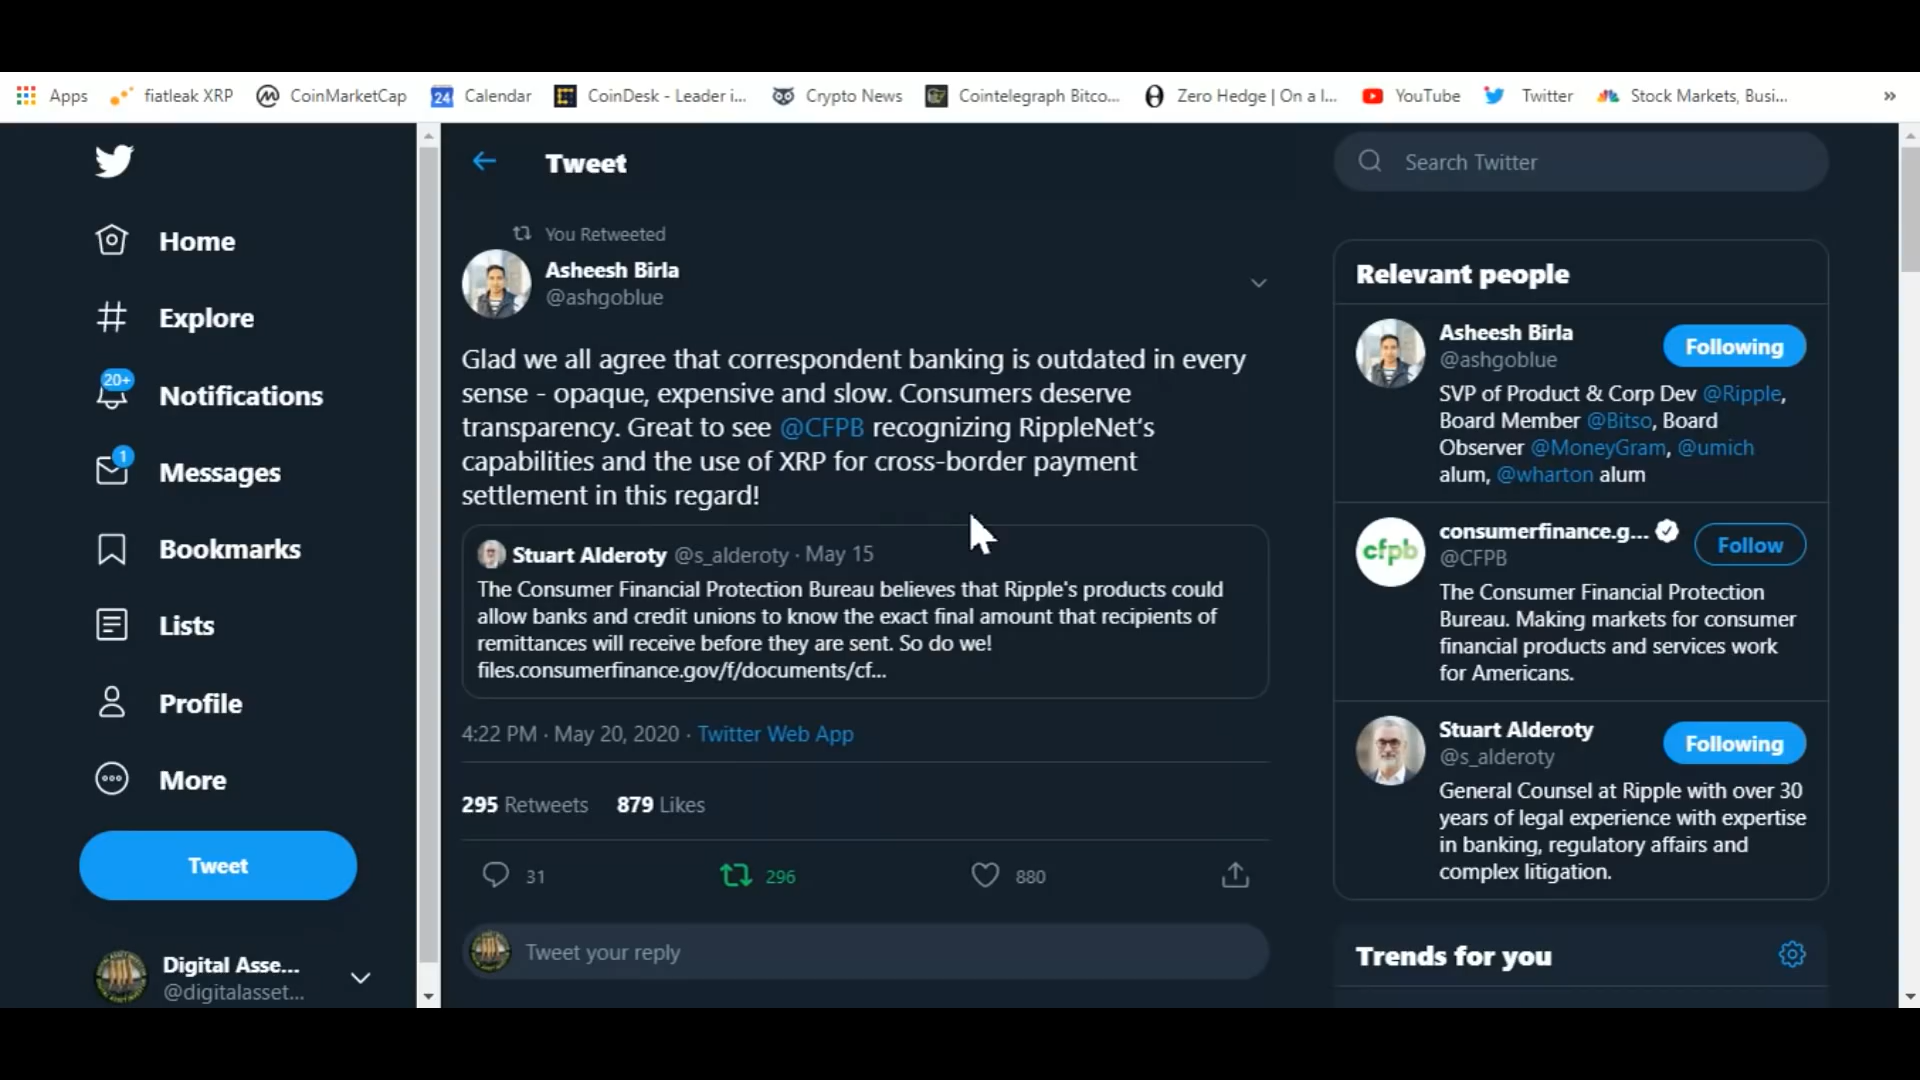 Apps fiatleak XRP CoinMarketCap 24 Calendar CoinDesk - Leader i... Crypto News Cointelegraph Bitco... Zero Hedge | On a l... YouTube Twitter Stock Markets, Busi... »
Home
Explore
20+
Notifications
1
Messages
Bookmarks
Lists
Profile
More
Tweet
Digital Asse...
@digitalasset...
Tweet
You Retweeted
Asheesh Birla
@ashgoblue
Glad we all agree that correspondent banking is outdated in every
sense - opaque, expensive and slow. Consumers deserve
transparency. Great to see @CFPB recognizing RippleNet's
capabilities and the use of XRP for cross-border payment
settlement in this regard!
Stuart Alderoty @s_alderoty · May 15
The Consumer Financial Protection Bureau believes that Ripple's products could
allow banks and credit unions to know the exact final amount that recipients of
remittances will receive before they are sent. So do we!
files.consumerfinance.gov/f/documents/cf...
4:22 PM · May 20, 2020 · Twitter Web App
295 Retweets 879 Likes
31 296 880
Tweet your reply
Search Twitter
Relevant people
Asheesh Birla
@ashgoblue
Following
SVP of Product & Corp Dev @Ripple,
Board Member @Bitso, Board
Observer @MoneyGram, @umich
alum, @wharton alum
cfpb
consumerfinance.g...
@CFPB
Follow
The Consumer Financial Protection
Bureau. Making markets for consumer
financial products and services work
for Americans.
Stuart Alderoty
@s_alderoty
Following
General Counsel at Ripple with over 30
years of legal experience with expertise
in banking, regulatory affairs and
complex litigation.
Trends for you